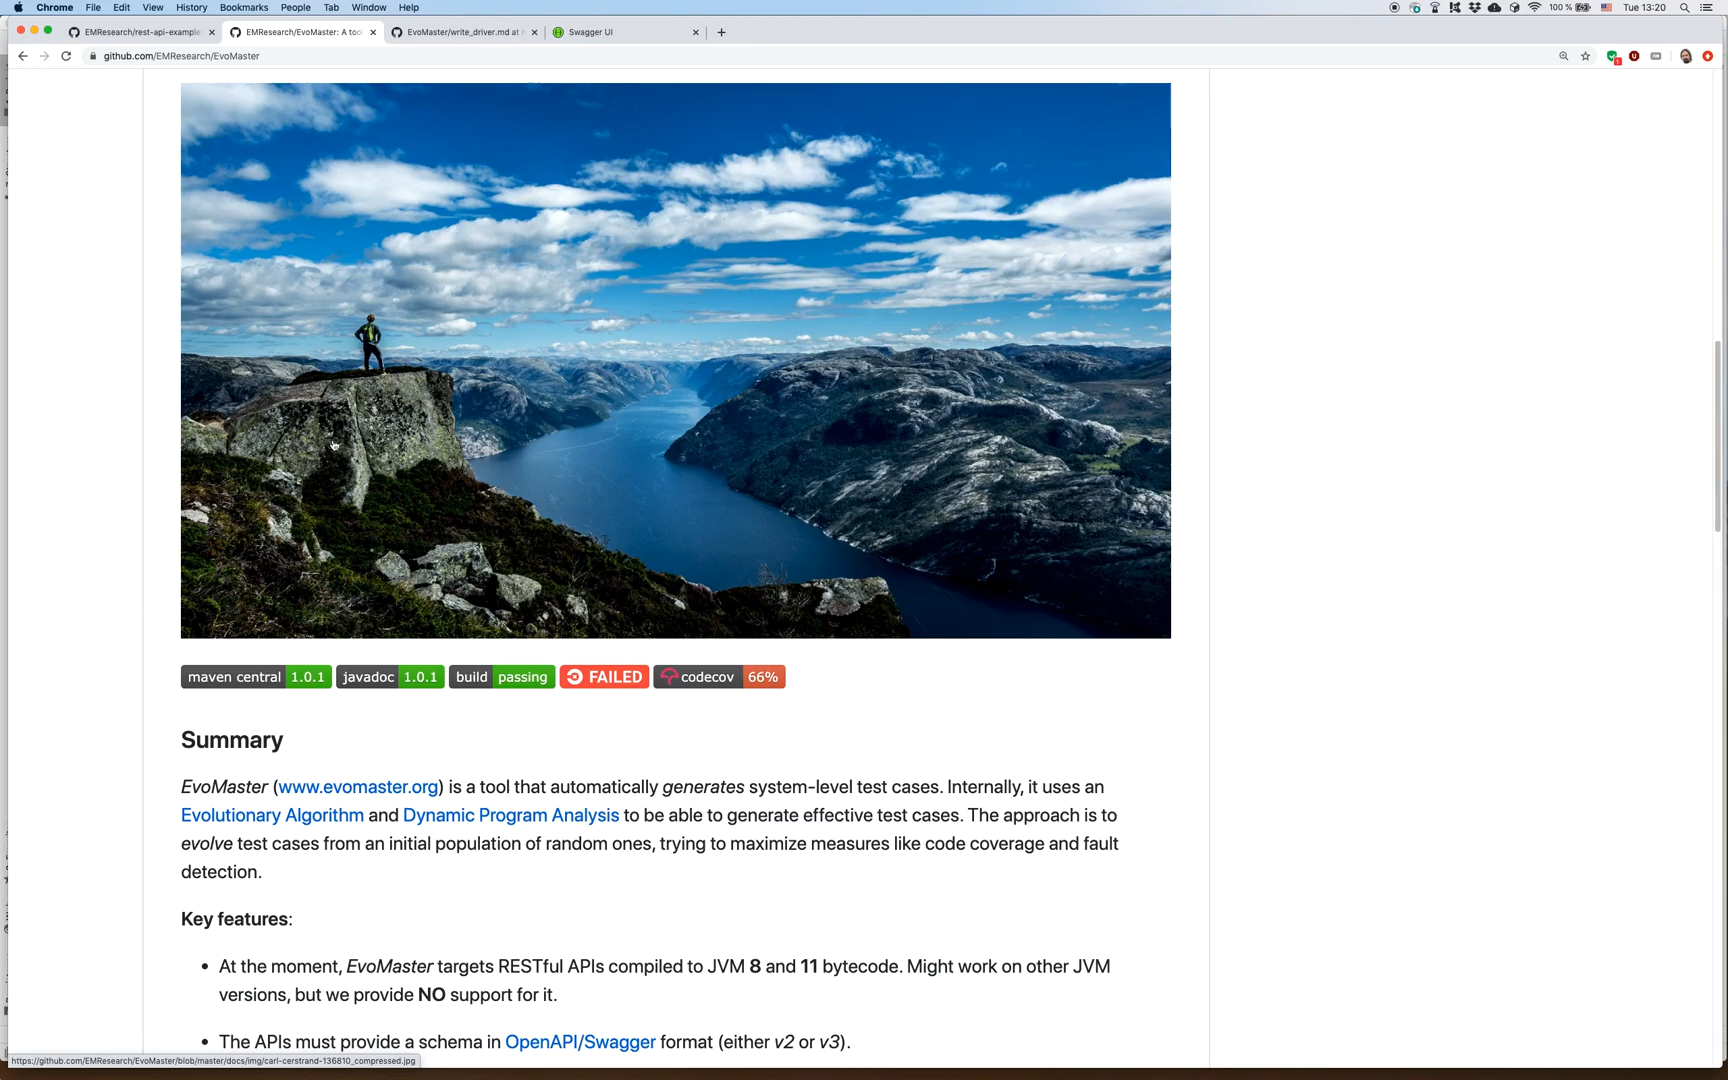 Chrome File Edit View History Bookmarks People Tab Window Help 100 % Tue 13:20
EMResearch/rest-api-example EMResearch/EvoMaster: A too EvoMaster/write_driver.md at Swagger UI
github.com/EMResearch/EvoMaster
maven central 1.0.1 javadoc 1.0.1 build passing FAILED codecov 66%
Summary
EvoMaster (www.evomaster.org) is a tool that automatically generates system-level test cases. Internally, it uses an
Evolutionary Algorithm and Dynamic Program Analysis to be able to generate effective test cases. The approach is to
evolve test cases from an initial population of random ones, trying to maximize measures like code coverage and fault
detection.
Key features:
• At the moment, EvoMaster targets RESTful APIs compiled to JVM 8 and 11 bytecode. Might work on other JVM
versions, but we provide NO support for it.
• The APIs must provide a schema in OpenAPI/Swagger format (either v2 or v3).
https://github.com/EMResearch/EvoMaster/blob/master/docs/img/carl-cerstrand-136810_compressed.jpg